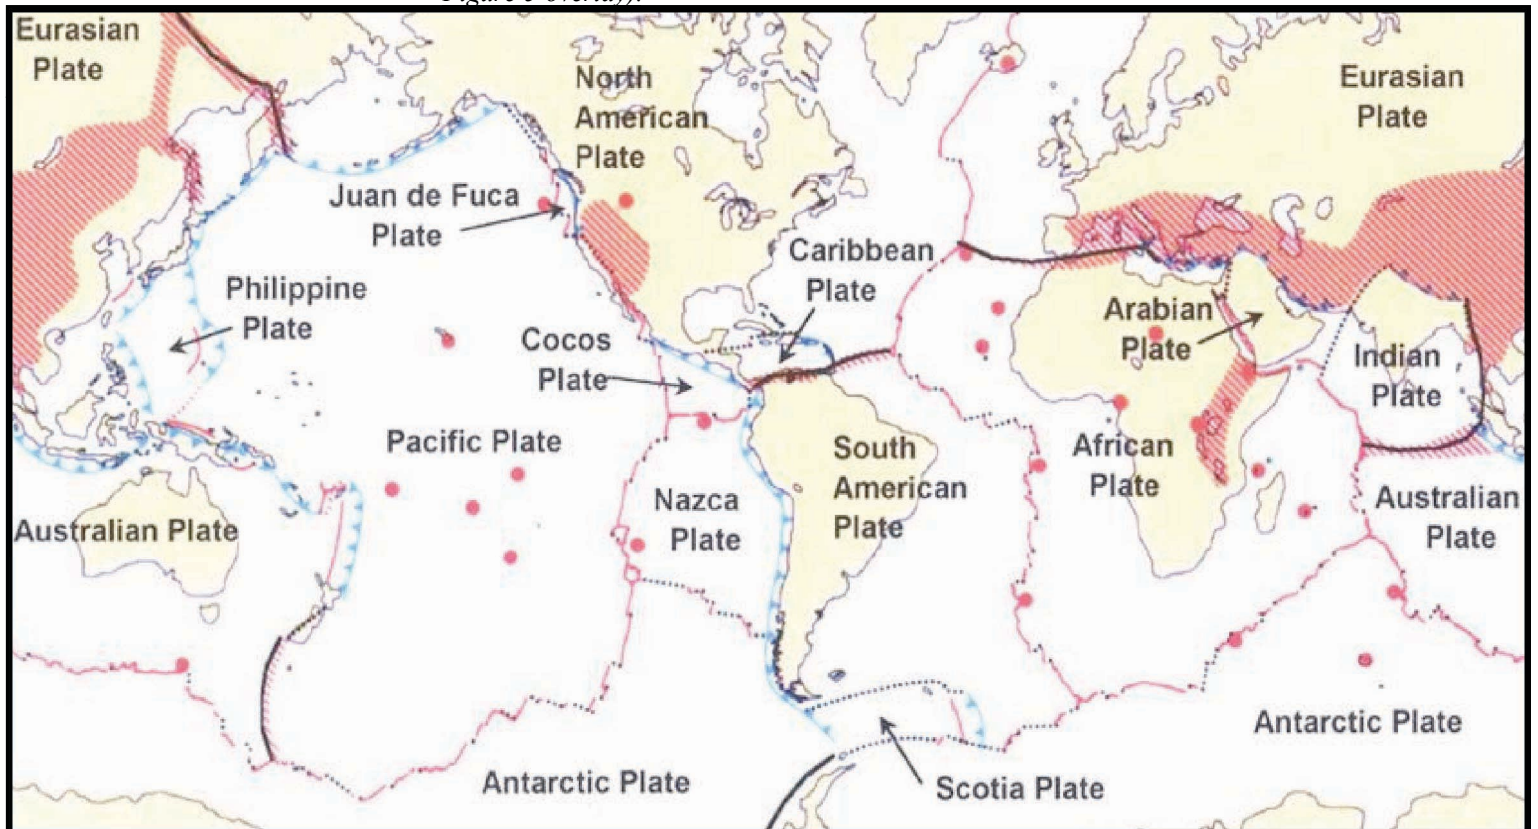 Eurasian
Plate
North
American
Plate
Eurasian
Plate
Juan de Fuca
Plate
Caribbean
Plate
Philippine
Plate
Arabian
Plate
Cocos
Plate
Indian
Plate
Pacific Plate
South
American
Plate
African
Plate
Nazca
Plate
Australian Plate
Australian
Plate
Antarctic Plate
Antarctic Plate
Scotia Plate